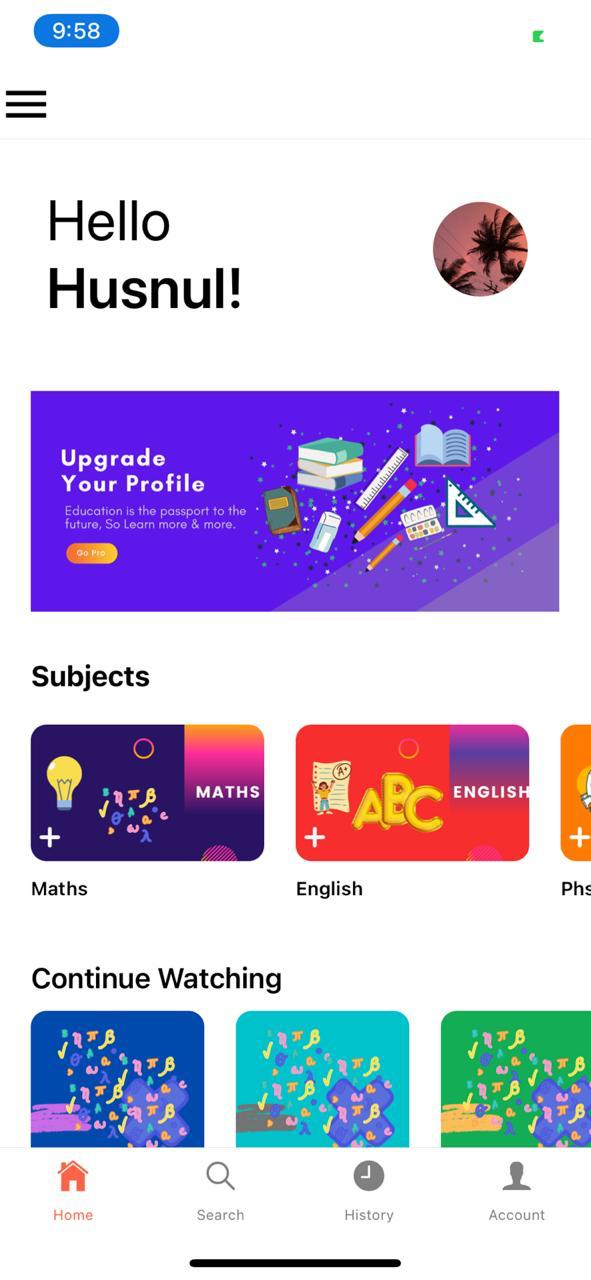 9:58
Hello
Husnul!
Upgrade
Your Profile
Education is the passport to the
future, So Learn more & more.
Go Pro
Subjects
MATHS
A+
ABC
ENGLISH
Maths
English
Phs
Continue Watching
Home
Search
History
Account